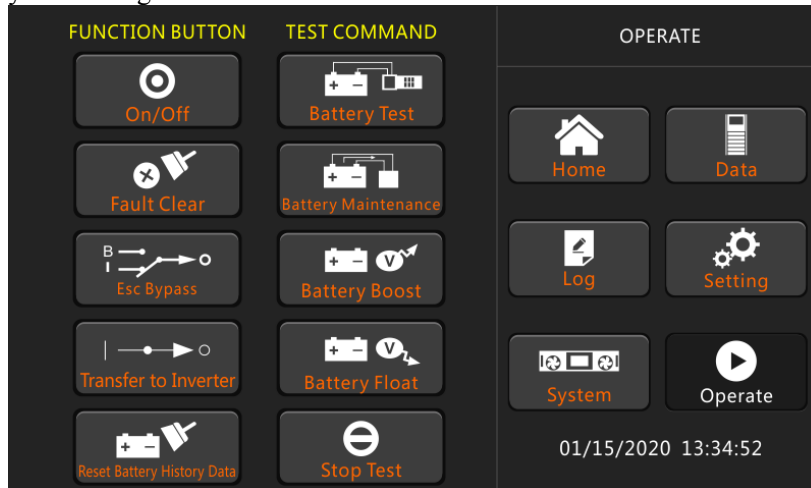 FUNCTION BUTTON
TEST COMMAND
OPERATE
On/Off
Battery Test
Fault Clear
Battery Maintenance
Home
Data
B
I
Esc Bypass
Battery Boost
Log
Setting
Transfer to Inverter
Battery Float
System
Operate
Reset Battery History Data
Stop Test
01/15/2020 13:34:52